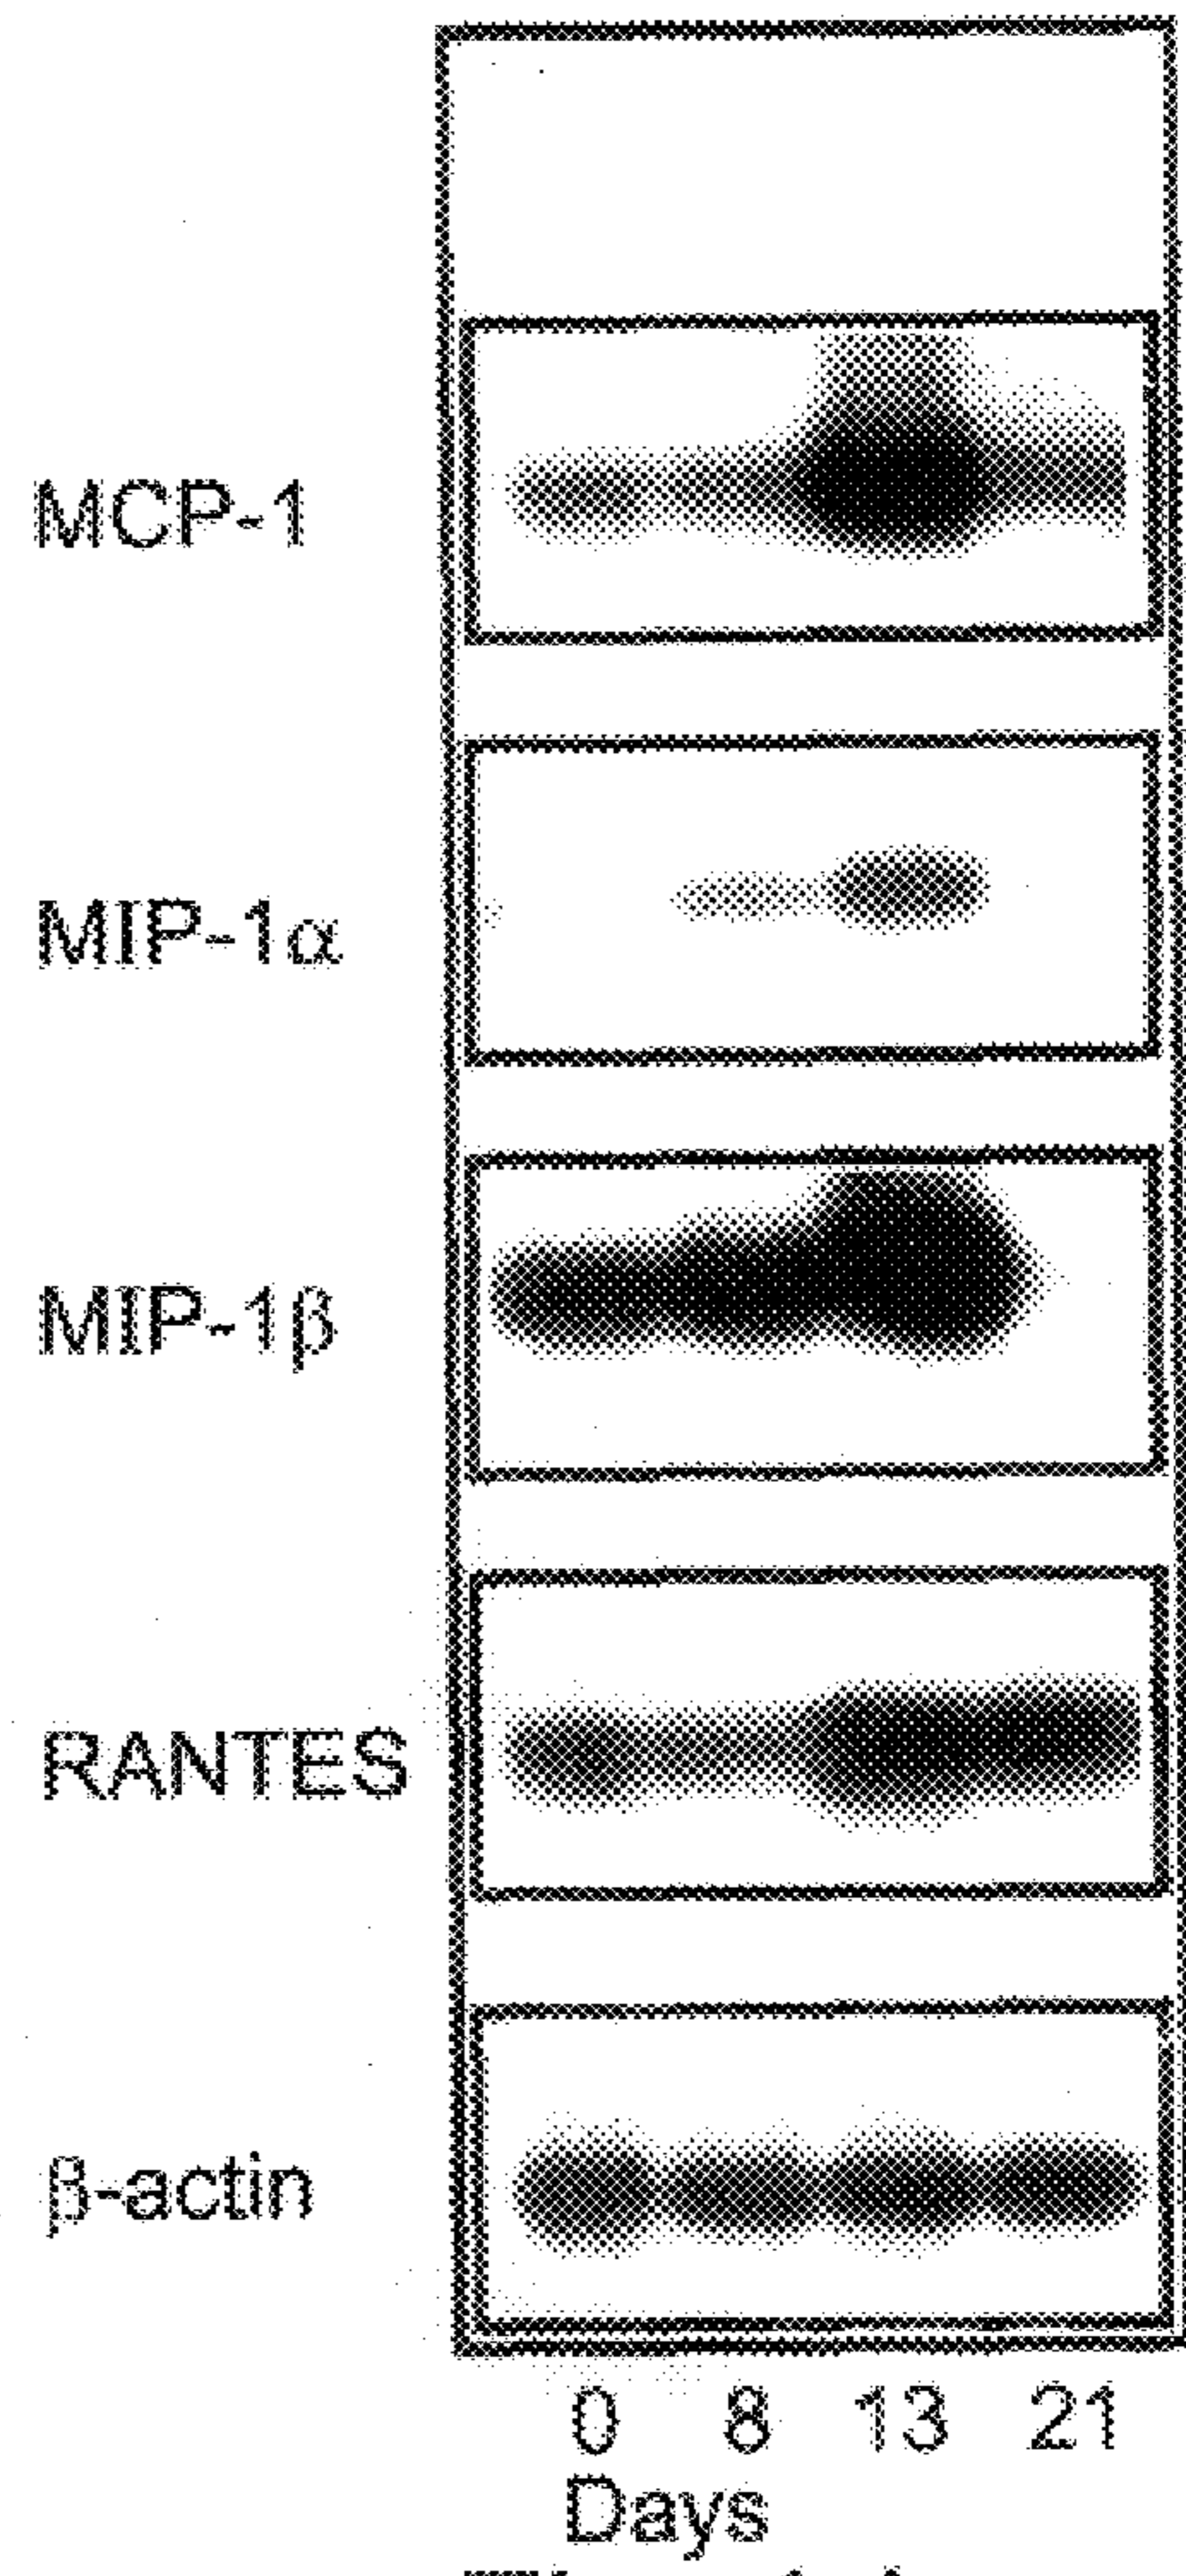 MCP-1
MIP-1α
MIP-1β
RANTES
β-actin
0 8 13 21
Days